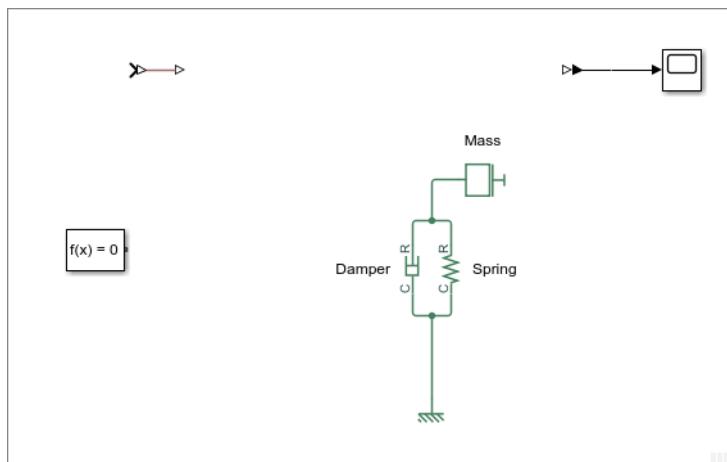 Mass
f(x) = 0
R
R
Damper
Spring
C
C